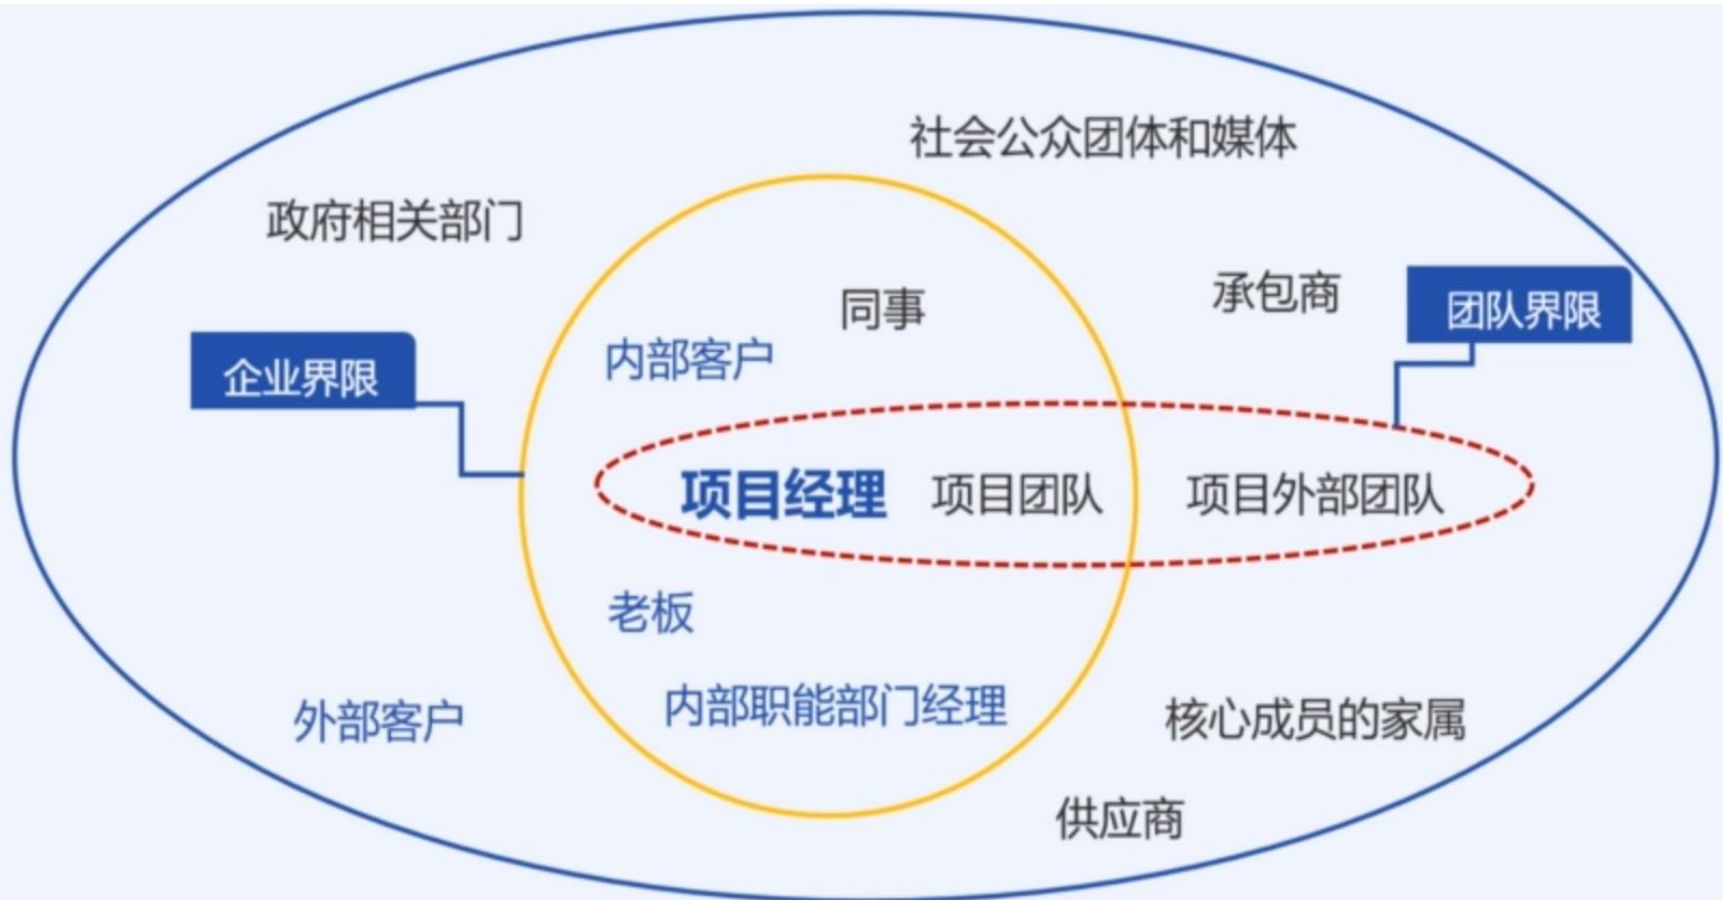 社会公众团体和媒体
政府相关部门
同事
承包商
团队界限
内部客户
企业界限
项目经理 项目团队 项目外部团队
老板
内部职能部门经理
外部客户
核心成员的家属
供应商